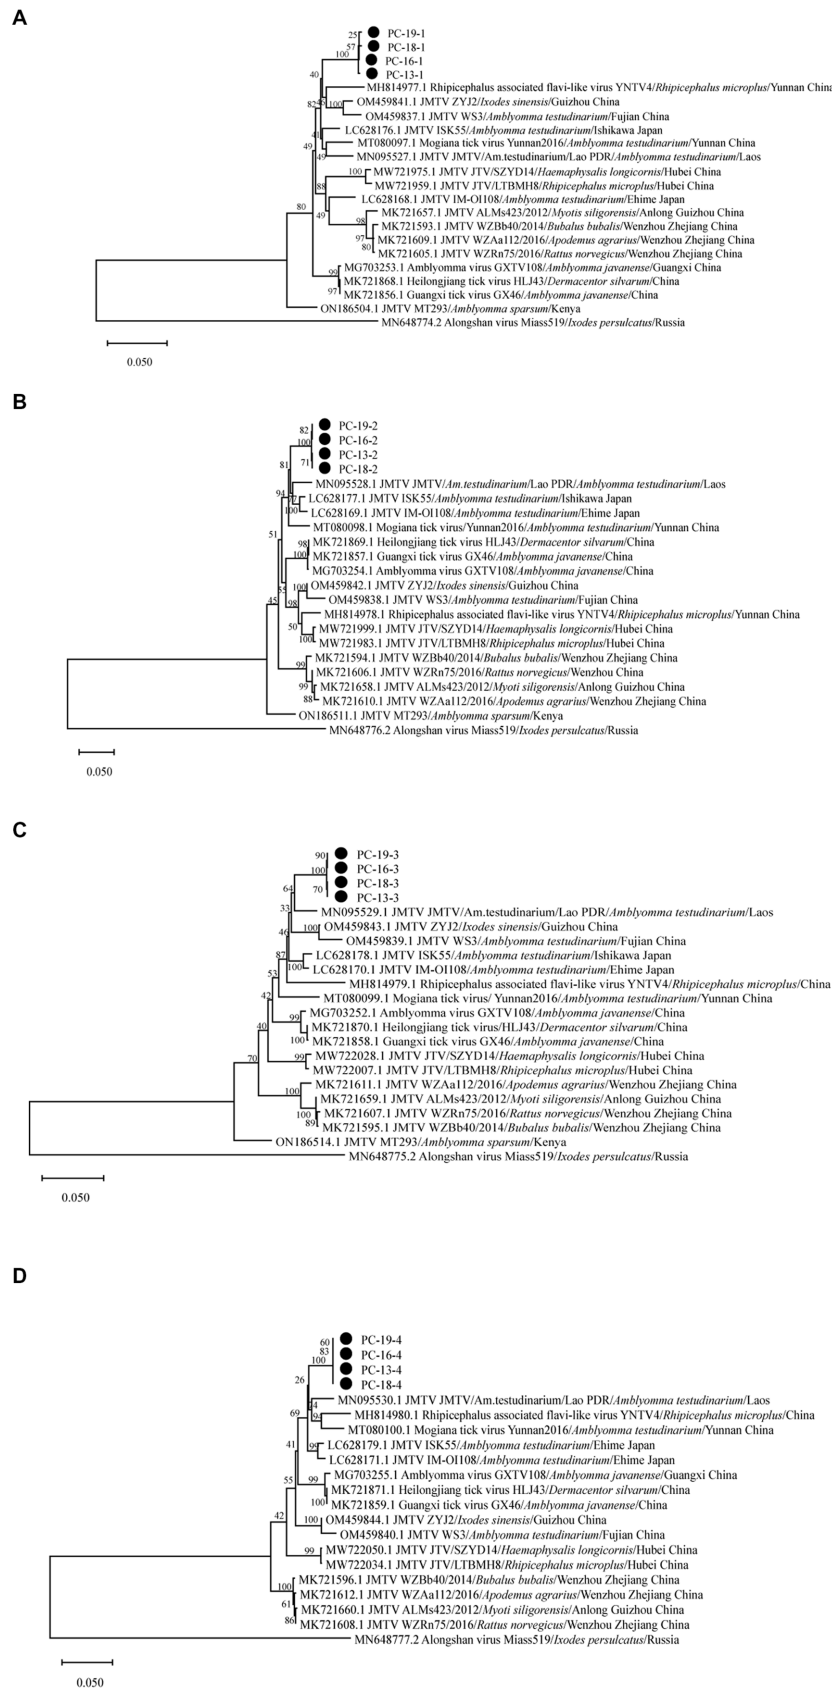 A
25
PC-19-1
57
PC-18-1
100
PC-16-1
PC-13-1
40
MH814977.1 Rhipicephalus associated flavi-like virus YNTV4/Rhipicephalus microplus/Yunnan China
82
100
OM459841.1 JMTV ZYJ2/Ixodes sinensis/Guizhou China
OM459837.1 JMTV WS3/Amblyomma testudinarium/Fujian China
LC628176.1 JMTV ISK55/Amblyomma testudinarium/Ishikawa Japan
41
MT080097.1 Mogiana tick virus Yunnan2016/Amblyomma testudinarium/Yunnan China
49
49
MN095527.1 JMTV JMTV/Am.testudinarium/Lao PDR/Amblyomma testudinarium/Laos
100
MW721975.1 JMTV JTV/SZYD14/Haemaphysalis longicornis/Hubei China
88
MW721959.1 JMTV JTV/LTBMH8/Rhipicephalus microplus/Hubei China
LC628168.1 JMTV IM-OI108/Amblyomma testudinarium/Ehime Japan
80
49
MK721657.1 JMTV ALMs423/2012/Myotis siligorensis/Anlong Guizhou China
98
MK721593.1 JMTV WZBb40/2014/Bubalus bubalis/Wenzhou Zhejiang China
97
MK721609.1 JMTV WZAa112/2016/Apodemus agrarius/Wenzhou Zhejiang China
80
MK721605.1 JMTV WZRn75/2016/Rattus norvegicus/Wenzhou Zhejiang China
99
MG703253.1 Amblyomma virus GXTV108/Amblyomma javanense/Guangxi China
MK721868.1 Heilongjiang tick virus HLJ43/Dermacentor silvarum/China
97
MK721856.1 Guangxi tick virus GX46/Amblyomma javanense/China
ON186504.1 JMTV MT293/Amblyomma sparsum/Kenya
MN648774.2 Alongshan virus Miass519/Ixodes persulcatus/Russia
0.050
B
82
PC-19-2
100
PC-16-2
PC-13-2
71
PC-18-2
81
MN095528.1 JMTV JMTV/Am.testudinarium/Lao PDR/Amblyomma testudinarium/Laos
94
LC628177.1 JMTV ISK55/Amblyomma testudinarium/Ishikawa Japan
100
LC628169.1 JMTV IM-OI108/Amblyomma testudinarium/Ehime Japan
MT080098.1 Mogiana tick virus/Yunnan2016/Amblyomma testudinarium/Yunnan China
51
98
MK721869.1 Heilongjiang tick virus HLJ43/Dermacentor silvarum/China
100
MK721857.1 Guangxi tick virus GX46/Amblyomma javanense/China
MG703254.1 Amblyomma virus GXTV108/Amblyomma javanense/China
55
100
OM459842.1 JMTV ZYJ2/Ixodes sinensis/Guizhou China
45
98
OM459838.1 JMTV WS3/Amblyomma testudinarium/Fujian China
MH814978.1 Rhipicephalus associated flavi-like virus YNTV4/Rhipicephalus microplus/Yunnan China
50
MW721999.1 JMTV JTV/SZYD14/Haemaphysalis longicornis/Hubei China
100
MW721983.1 JMTV JTV/LTBMH8/Rhipicephalus microplus/Hubei China
99
MK721594.1 JMTV WZBb40/2014/Bubalus bubalis/Wenzhou Zhejiang China
MK721606.1 JMTV WZRn75/2016/Rattus norvegicus/Wenzhou China
99
MK721658.1 JMTV ALMs423/2012/Myoti siligorensis/Anlong Guizhou China
88
MK721610.1 JMTV WZAa112/2016/Apodemus agrarius/Wenzhou Zhejiang China
ON186511.1 JMTV MT293/Amblyomma sparsum/Kenya
MN648776.2 Alongshan virus Miass519/Ixodes persulcatus/Russia
0.050
C
90
PC-19-3
100
PC-16-3
PC-18-3
70
PC-13-3
64
33
MN095529.1 JMTV JMTV/Am.testudinarium/Lao PDR/Amblyomma testudinarium/Laos
100
OM459843.1 JMTV ZYJ2/Ixodes sinensis/Guizhou China
46
OM459839.1 JMTV WS3/Amblyomma testudinarium/Fujian China
87
LC628178.1 JMTV ISK55/Amblyomma testudinarium/Ishikawa Japan
100
LC628170.1 JMTV IM-OI108/Amblyomma testudinarium/Ehime Japan
53
MH814979.1 Rhipicephalus associated flavi-like virus YNTV4/Rhipicephalus microplus/China
42
MT080099.1 Mogiana tick virus/ Yunnan2016/Amblyomma testudinarium/Yunnan China
99
MG703252.1 Amblyomma virus GXTV108/Amblyomma javanense/China
40
MK721870.1 Heilongjiang tick virus/HLJ43/Dermacentor silvarum/China
100
MK721858.1 Guangxi tick virus GX46/Amblyomma javanense/China
70
99
MW722028.1 JMTV JTV/SZYD14/Haemaphysalis longicornis/Hubei China
MW722007.1 JMTV JTV/LTBMH8/Rhipicephalus microplus/Hubei China
100
MK721611.1 JMTV WZAa112/2016/Apodemus agrarius/Wenzhou Zhejiang China
MK721659.1 JMTV ALMs423/2012/Myoti siligorensis/Anlong Guizhou China
100
MK721607.1 JMTV WZRn75/2016/Rattus norvegicus/Wenzhou Zhejiang China
89
MK721595.1 JMTV WZBb40/2014/Bubalus bubalis/Wenzhou Zhejiang China
ON186514.1 JMTV MT293/Amblyomma sparsum/Kenya
MN648775.2 Alongshan virus Miass519/Ixodes persulcatus/Russia
0.050
D
60
PC-19-4
83
PC-16-4
100
PC-13-4
PC-18-4
26
MN095530.1 JMTV JMTV/Am.testudinarium/Lao PDR/Amblyomma testudinarium/Laos
69
MH814980.1 Rhipicephalus associated flavi-like virus YNTV4/Rhipicephalus microplus/China
MT080100.1 Mogiana tick virus Yunnan2016/Amblyomma testudinarium/Yunnan China
41
99
LC628179.1 JMTV ISK55/Amblyomma testudinarium/Ehime Japan
LC628171.1 JMTV IM-OI108/Amblyomma testudinarium/Ehime Japan
55
99
MG703255.1 Amblyomma virus GXTV108/Amblyomma javanense/Guangxi China
MK721871.1 Heilongjiang tick virus HLJ43/Dermacentor silvarum/China
100
MK721859.1 Guangxi tick virus GX46/Amblyomma javanense/China
42
100
OM459844.1 JMTV ZYJ2/Ixodes sinensis/Guizhou China
OM459840.1 JMTV WS3/Amblyomma testudinarium/Fujian China
99
MW722050.1 JMTV JTV/SZYD14/Haemaphysalis longicornis/Hubei China
MW722034.1 JMTV JTV/LTBMH8/Rhipicephalus microplus/Hubei China
MK721596.1 JMTV WZBb40/2014/Bubalus bubalis/Wenzhou Zhejiang China
100
MK721612.1 JMTV WZAa112/2016/Apodemus agrarius/Wenzhou Zhejiang China
61
MK721660.1 JMTV ALMs423/2012/Myoti siligorensis/Anlong Guizhou China
86
MK721608.1 JMTV WZRn75/2016/Rattus norvegicus/Wenzhou Zhejiang China
MN648777.2 Alongshan virus Miass519/Ixodes persulcatus/Russia
0.050